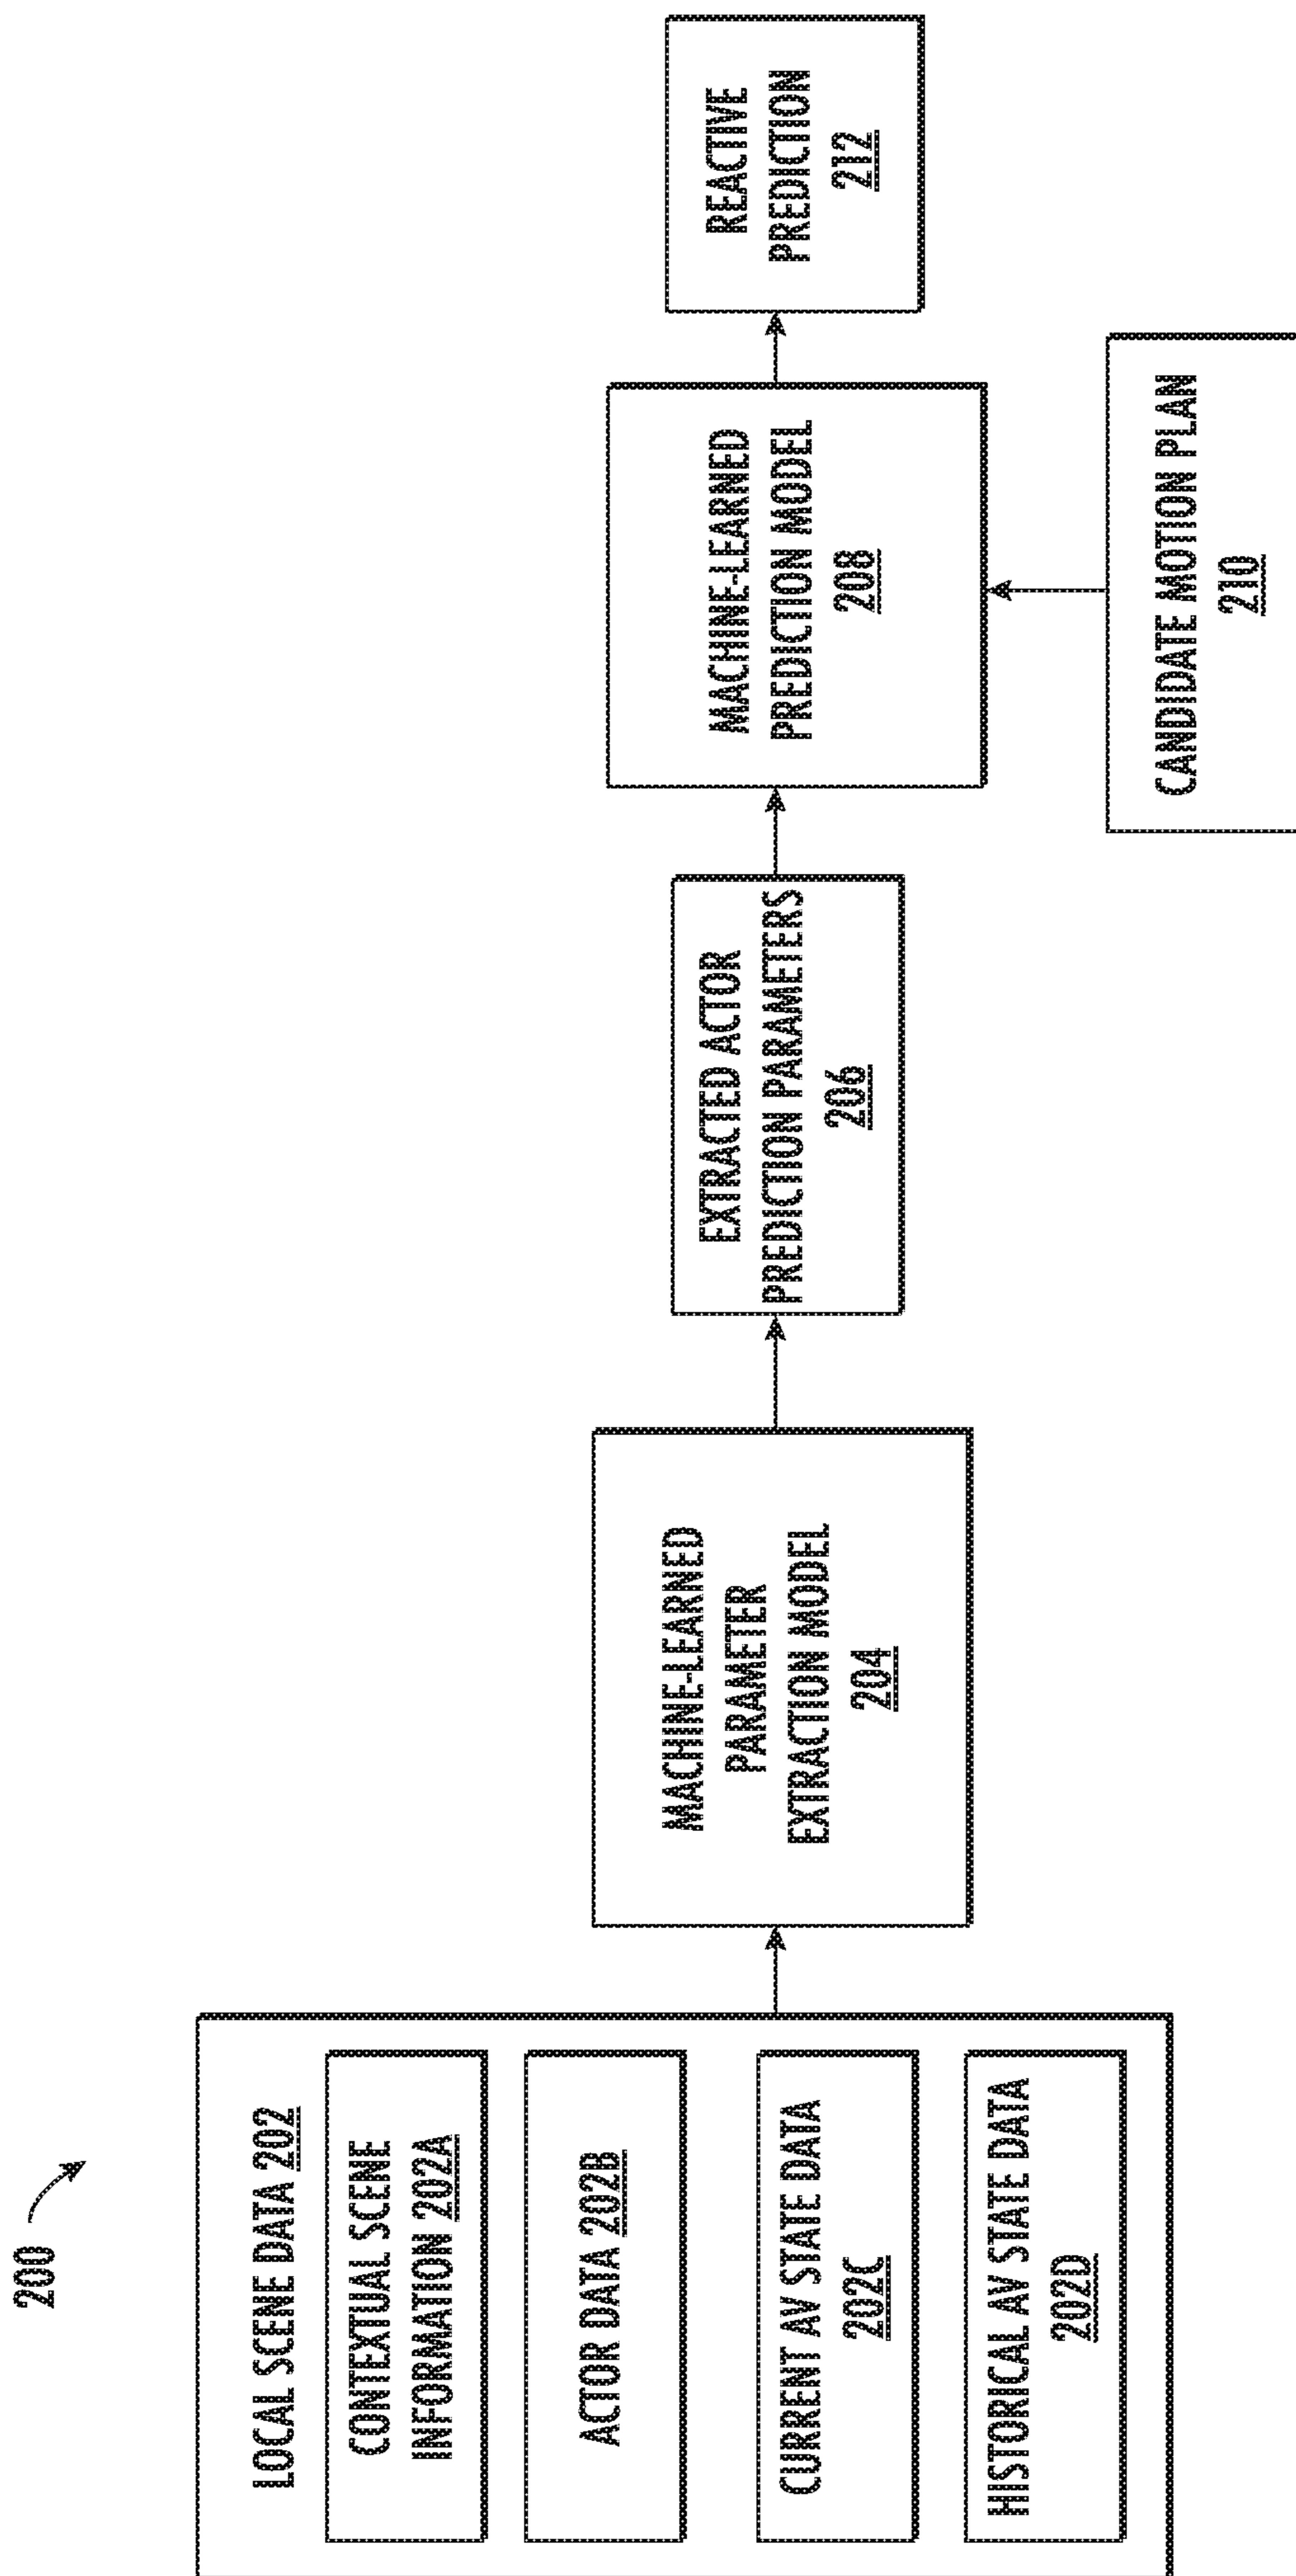 200
LOCAL SCENE DATA 202
CONTEXTUAL SCENE
INFORMATION 202A
ACTOR DATA 202B
CURRENT AV STATE DATA
202C
HISTORICAL AV STATE DATA
202D
MACHINE-LEARNED
PARAMETER
EXTRACTION MODEL
204
EXTRACTED ACTOR
PREDICTION PARAMETERS
206
MACHINE-LEARNED
PREDICTION MODEL
208
CANDIDATE MOTION PLAN
210
REACTIVE
PREDICTION
212